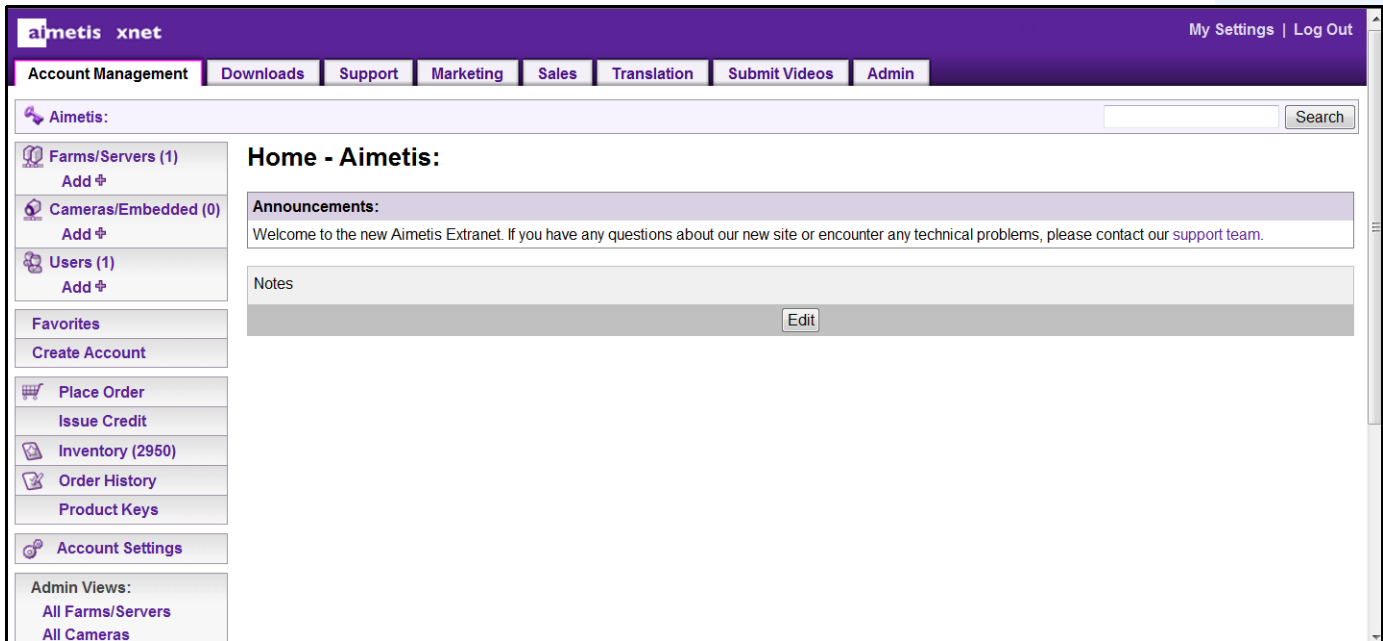 aimetis xnet
My Settings | Log Out
Account Management
Downloads
Support
Marketing
Sales
Translation
Submit Videos
Admin
Aimetis:
Search
Farms/Servers (1)
Add
Cameras/Embedded (0)
Add
Users (1)
Add
Favorites
Create Account
Place Order
Issue Credit
Inventory (2950)
Order History
Product Keys
Account Settings
Admin Views:
All Farms/Servers
All Cameras
Home - Aimetis:
Announcements:
Welcome to the new Aimetis Extranet. If you have any questions about our new site or encounter any technical problems, please contact our support team.
Notes
Edit